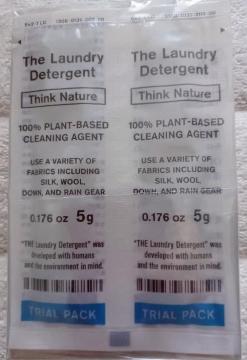 The Laundry
Detergent
Think Nature
100% PLANT-BASED
CLEANING AGENT
USE A VARIETY OF
FABRICS INCLUDING
SILK, WOOL,
DOWN, AND RAIN GEAR
0.176 oz 5g
"THE Laundry Detergent" was
developed with humans
and the environment in mind.
TRIAL PACK
The Laundry
Detergent
Think Nature
100% PLANT-BASED
CLEANING AGENT
USE A VARIETY OF
FABRICS INCLUDING
SILK, WOOL,
DOWN, AND RAIN GEAR
0.176 oz 5g
"THE Laundry Detergent" was
developed with humans
and the environment in mind.
TRIAL PACK